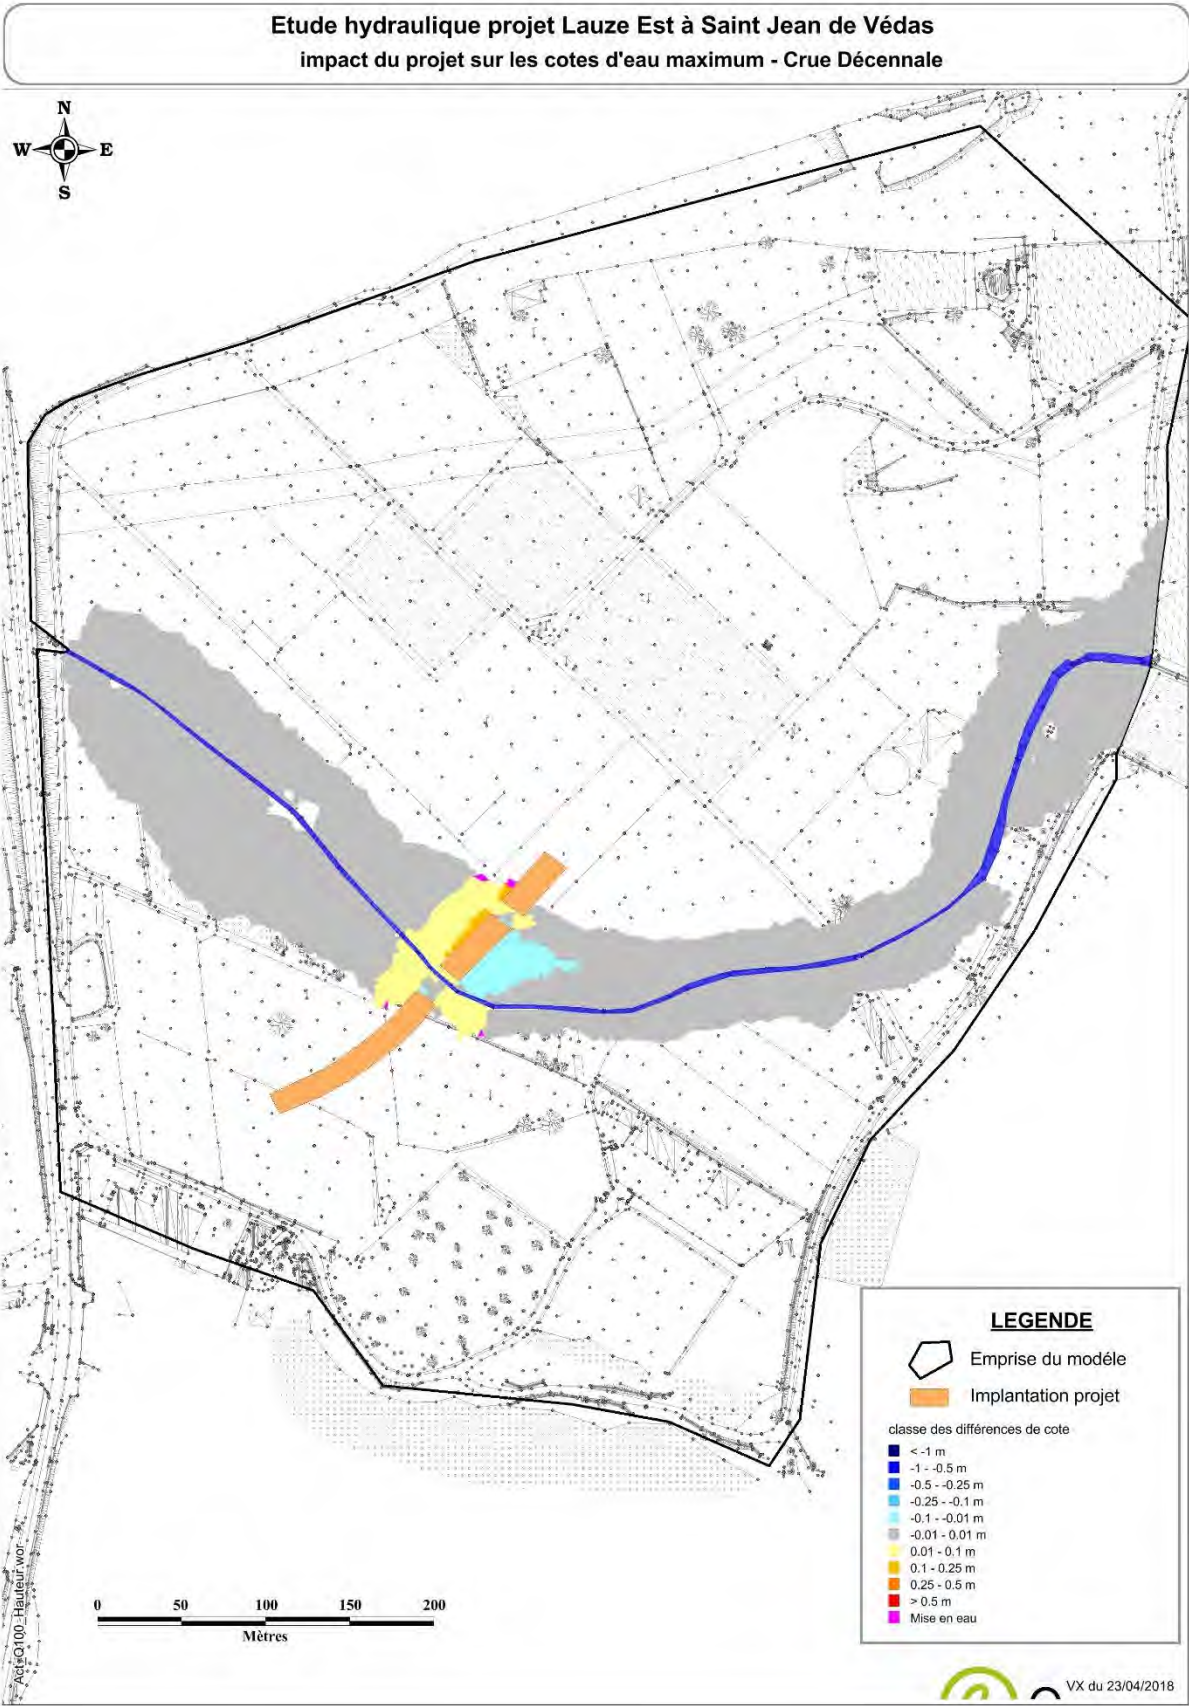 Etude hydraulique projet Lauze Est à Saint Jean de Védas
impact du projet sur les cotes d'eau maximum - Crue Décennale
N
W E
S
LEGENDE
Emprise du modéle
Implantation projet
classe des différences de cote
< -1 m
-1 - -0.5 m
-0.5 - -0.25 m
-0.25 - -0.1 m
-0.1 - -0.01 m
-0.01 - 0.01 m
0.01 - 0.1 m
0.1 - 0.25 m
0.25 - 0.5 m
> 0.5 m
Mise en eau
0 50 100 150 200
Mètres
Act_Q100_Hauteur.wor
VX du 23/04/2018